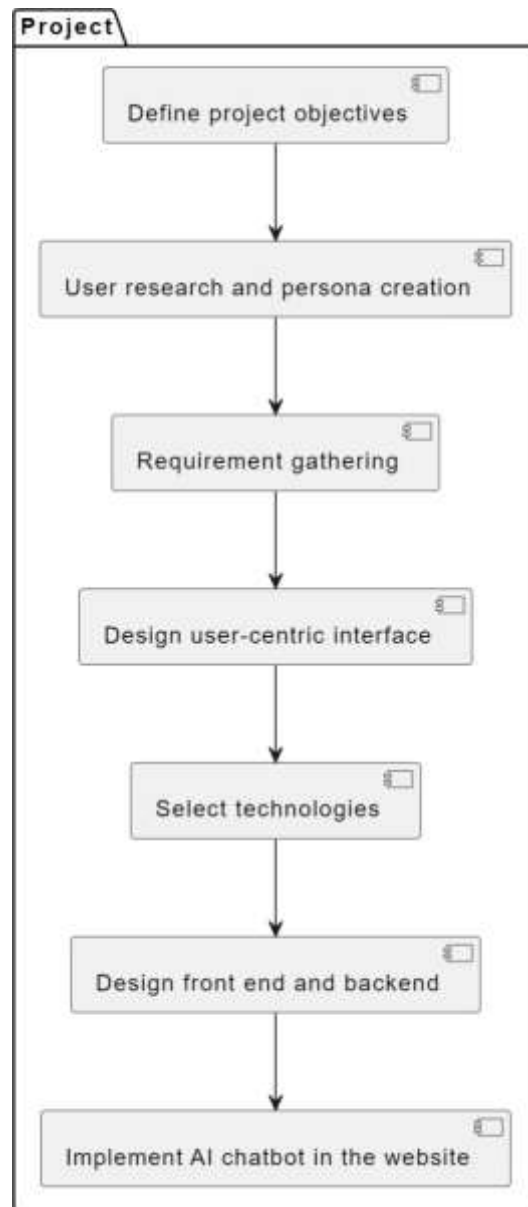 Project
Define project objectives
User research and persona creation
Requirement gathering
Design user-centric interface
Select technologies
Design front end and backend
Implement AI chatbot in the website